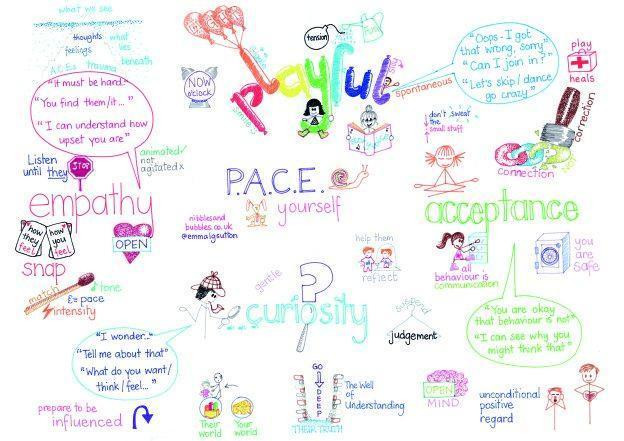 what we see
thoughts
feelings
what
lies
beneath
A.C.Es trauma
"It must be hard"
"You find them/it..."
"I can understand how
upset you are"
Listen
until they
STOP
animated✓
not
agitated x
empathy
how
they
feel
how
you
feel
snap
OPEN
match
tone
&= pace
intensity
NOW
o'clock
playful
tension
fun
smiles
spontaneous
"Oops - I got
that wrong, sorry"
"Can I join in?"
"Let's skip/dance
go crazy"
play
heals
connection
connection
don't sweat
the
small stuff
P.A.C.E.
yourself
nibblesand
bubbles.co.uk
@emmalgsutton
acceptance
all
behaviour is
communication
you
are
safe
help them
reflect
gentle
?
curiosity
suspend
judgement
"I wonder..."
"Tell me about that"
"What do you want/
think/feel..."
"You are okay
that behaviour is not"
"I can see why you
might think that"
prepare to be
influenced
Their
world
Your
world
GO
DEEP
THEIR TRUTH
The Well
of
Understanding
OPEN
MIND
unconditional
positive
regard